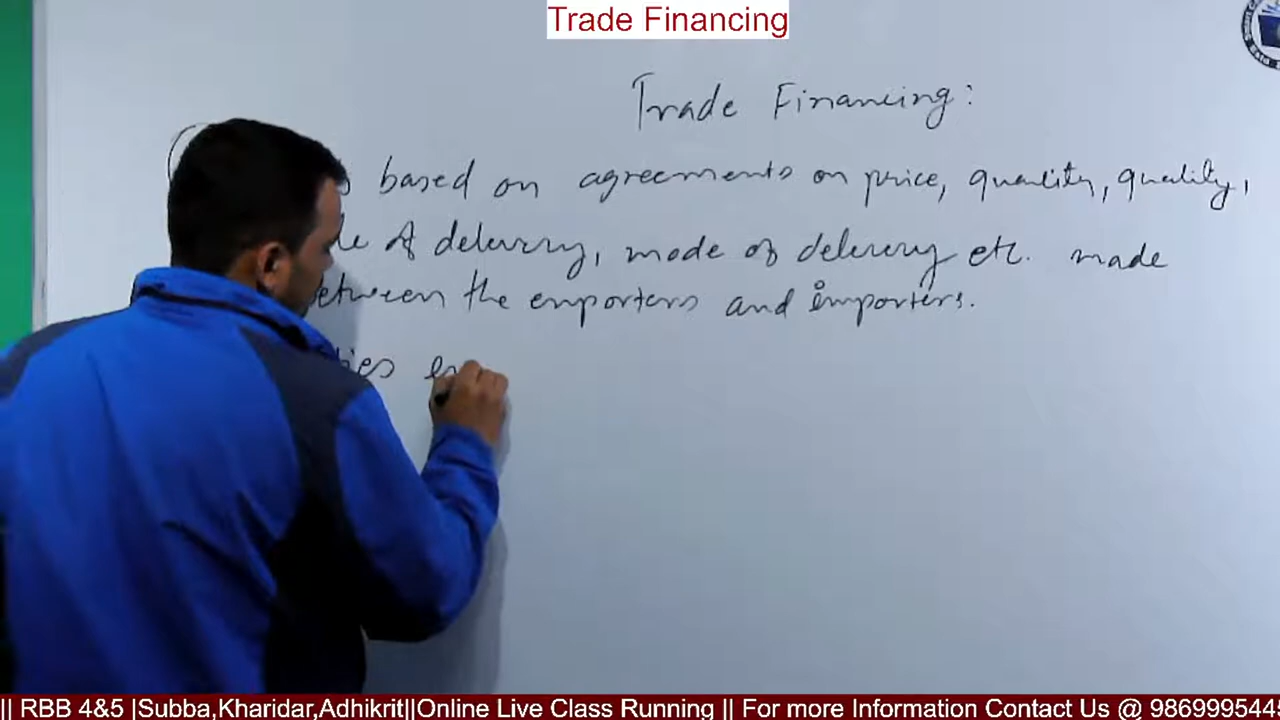 Trade Financing
Trade Financing:
based on agreements on price, quantity, quality,
of delivery, mode of delivery etc. made
between the exporters and importers.
|| RBB 4&5 |Subba,Kharidar,Adhikrit||Online Live Class Running || For more Information Contact Us @ 986999544